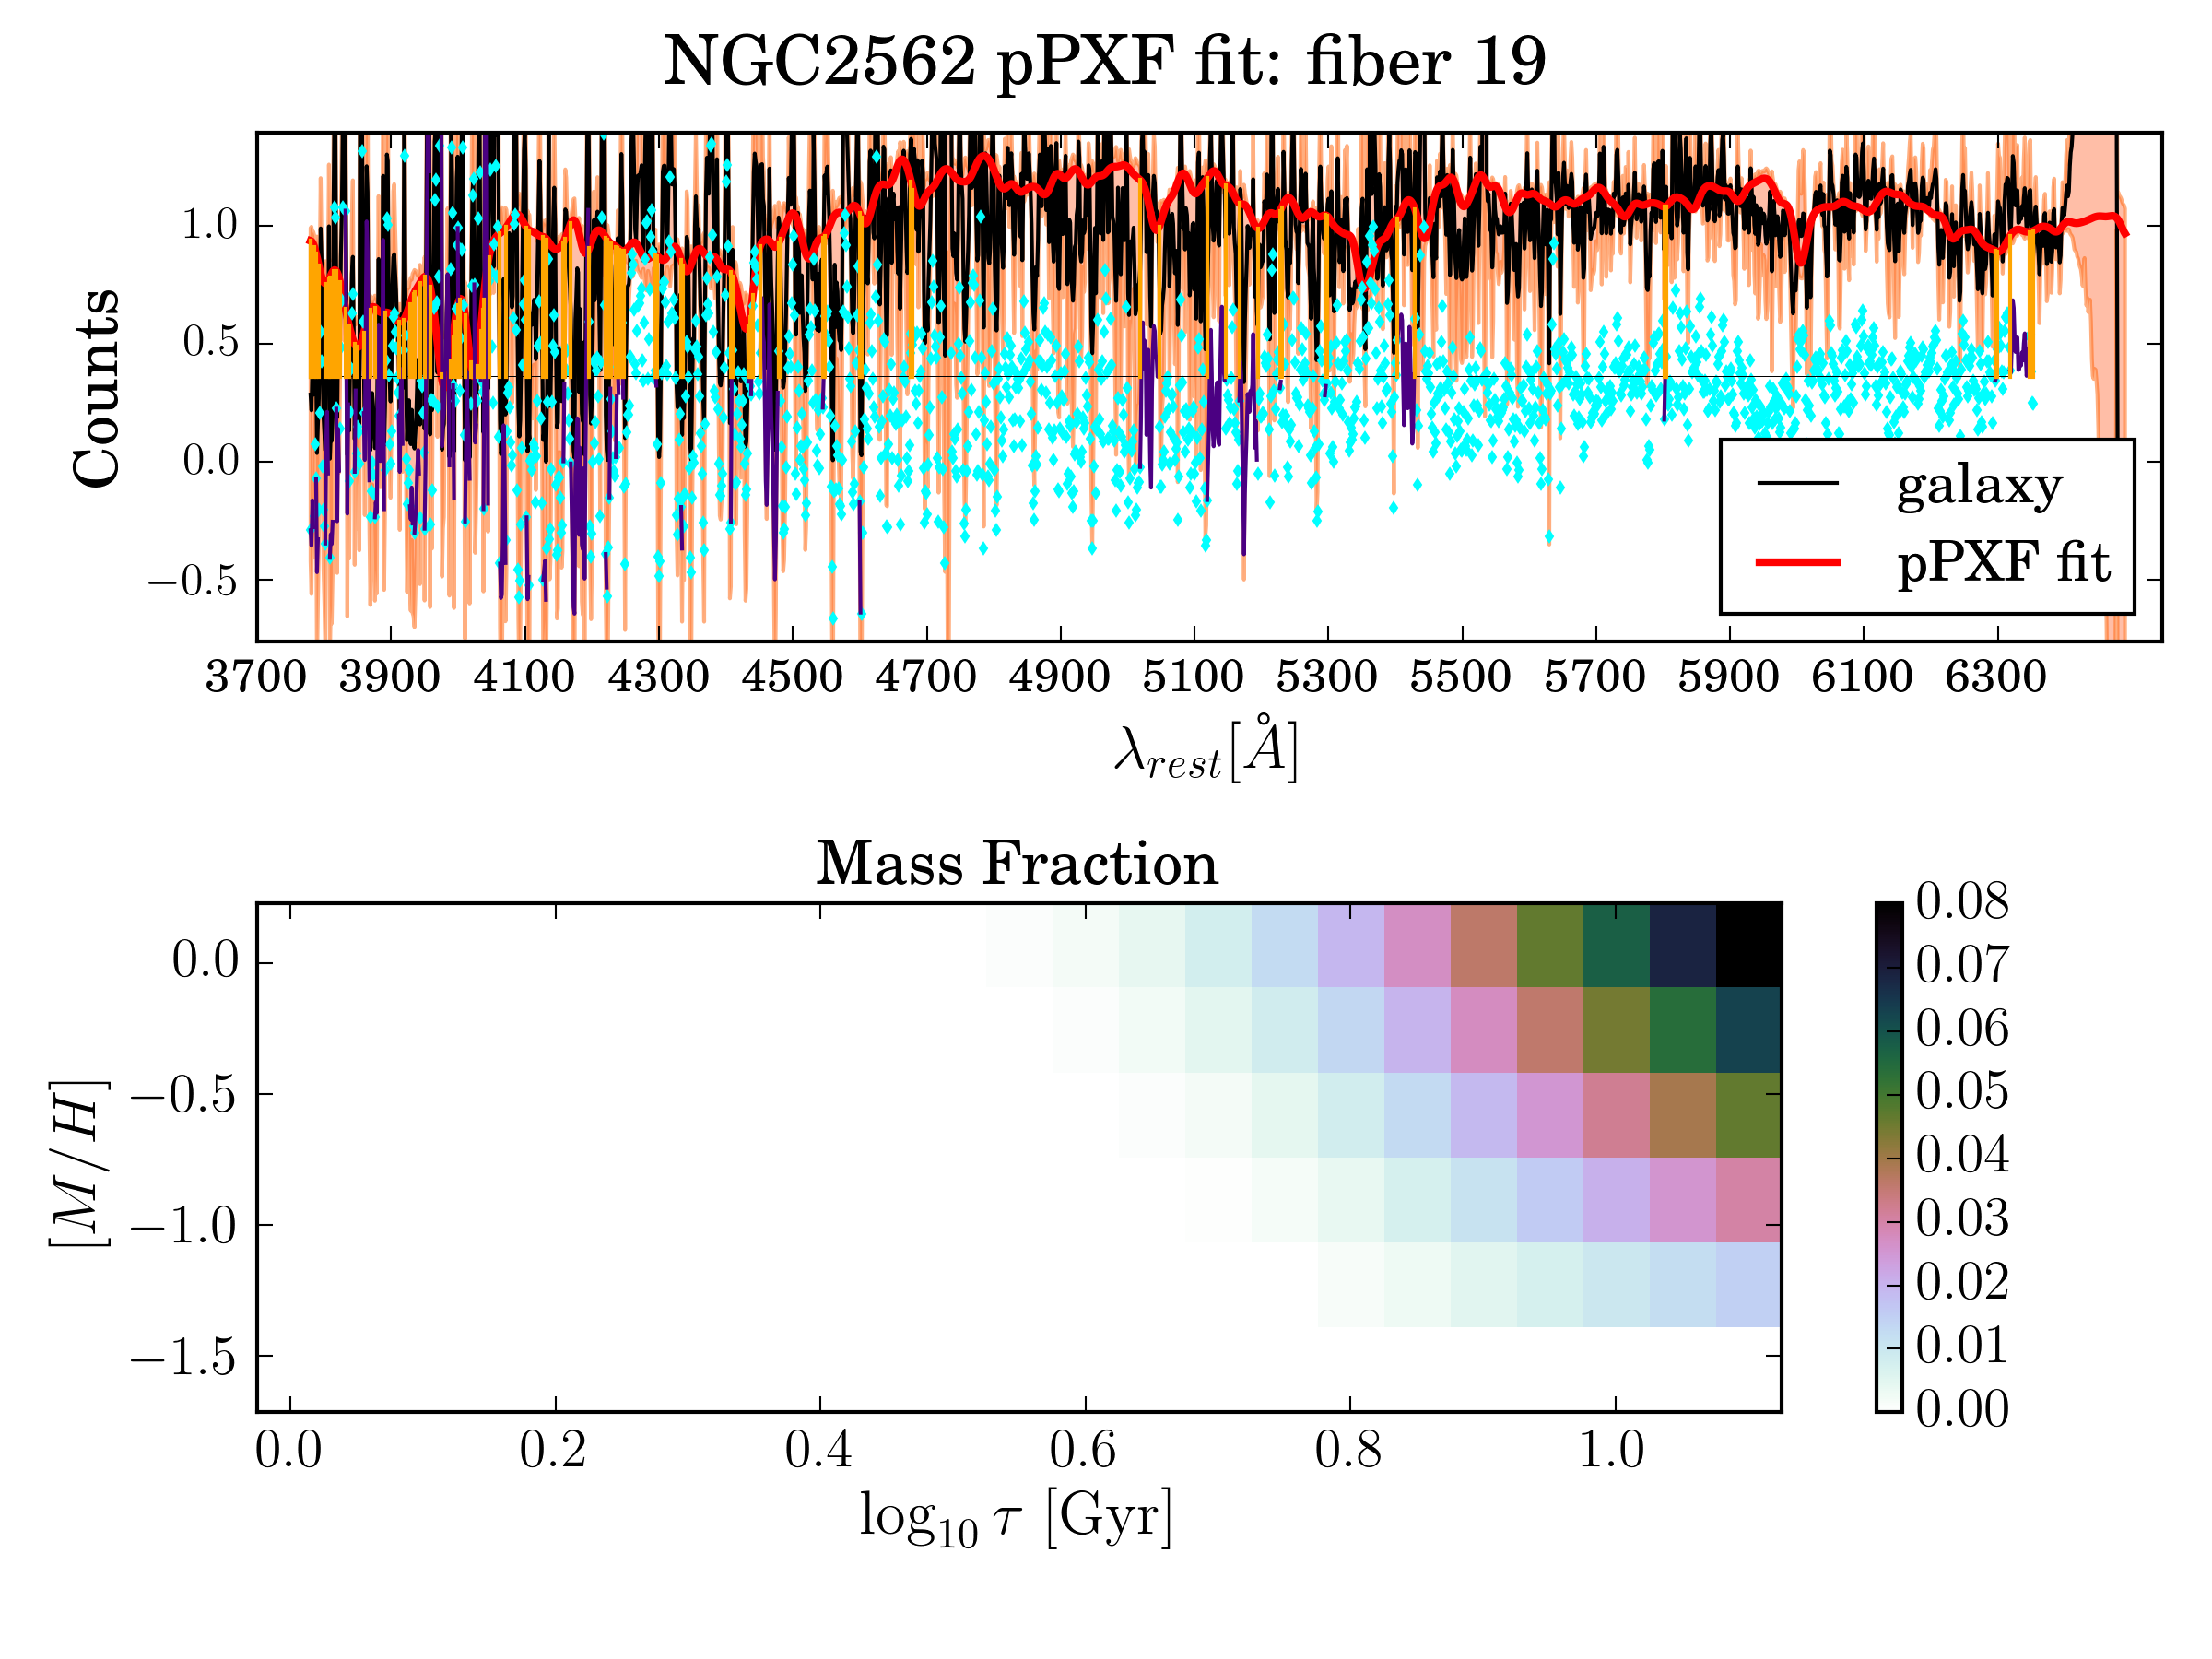 NGC2562 pPXF fit: fiber 19
Counts
1.0
0.5
0.0
−0.5
galaxy
pPXF fit
3700 3900 4100 4300 4500 4700 4900 5100 5300 5500 5700 5900 6100 6300
λrest[Å]
Mass Fraction
[M/H]
0.0
−0.5
−1.0
−1.5
0.0 0.2 0.4 0.6 0.8 1.0
log10 τ [Gyr]
0.08
0.07
0.06
0.05
0.04
0.03
0.02
0.01
0.00